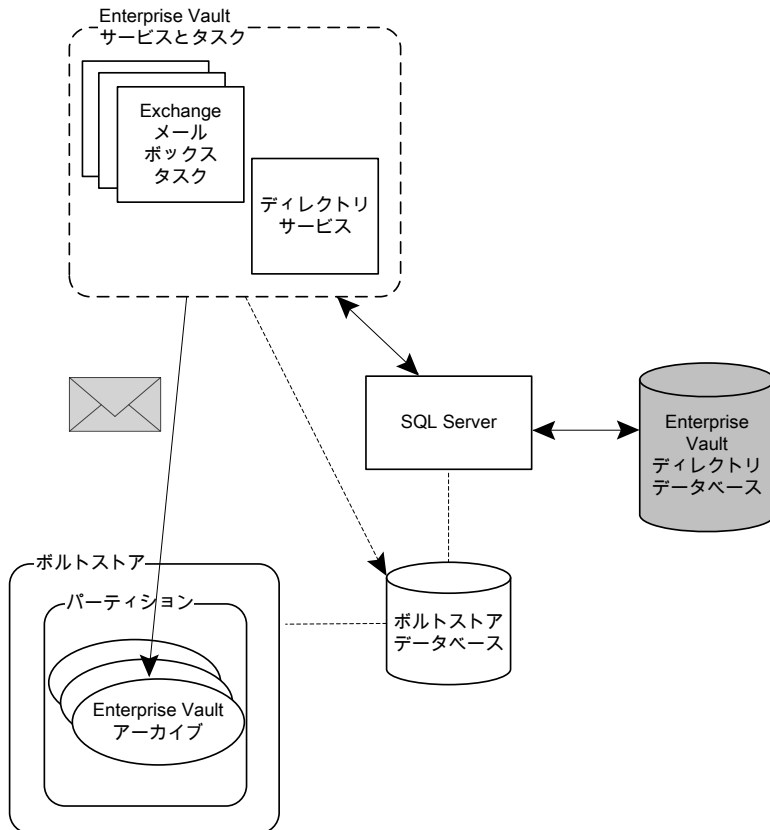 Enterprise Vault
サービスとタスク
Exchange
メール
ボックス
タスク
ディレクトリ
サービス
SQL Server
Enterprise
Vault
ディレクトリ
データベース
ボルトストア
パーティション
Enterprise Vault
アーカイブ
ボルトストア
データベース